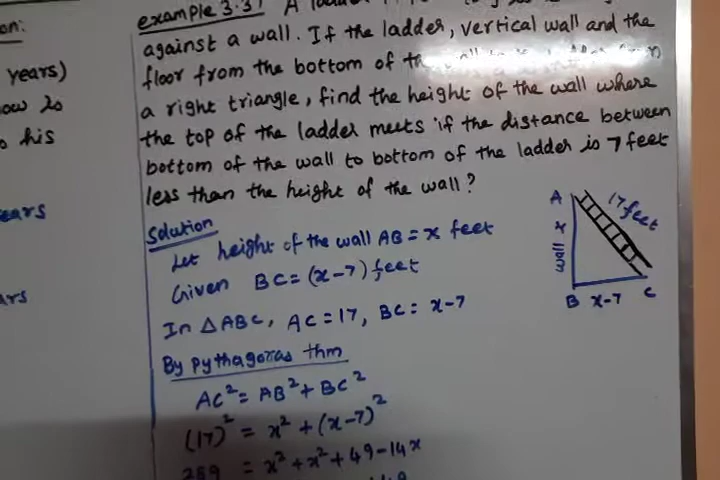 on:
years)
ow is
o his
ears
ars
example 3.37 A
against a wall. If the ladder, vertical wall and the
floor from the bottom of
a right triangle, find the height of the wall where
the top of the ladder meets if the distance between
bottom of the wall to bottom of the ladder is 7 feet
less than the height of the wall?
Solution
Let height of the wall AB = x feet
Given BC = (x-7) feet
In △ABC, AC = 17, BC = x-7
By pythagoras thm
AC² = AB² + BC²
(17)² = x² + (x-7)²
289 = x² + x² + 49 - 14x
A
17 feet
x
wall
B x-7 C